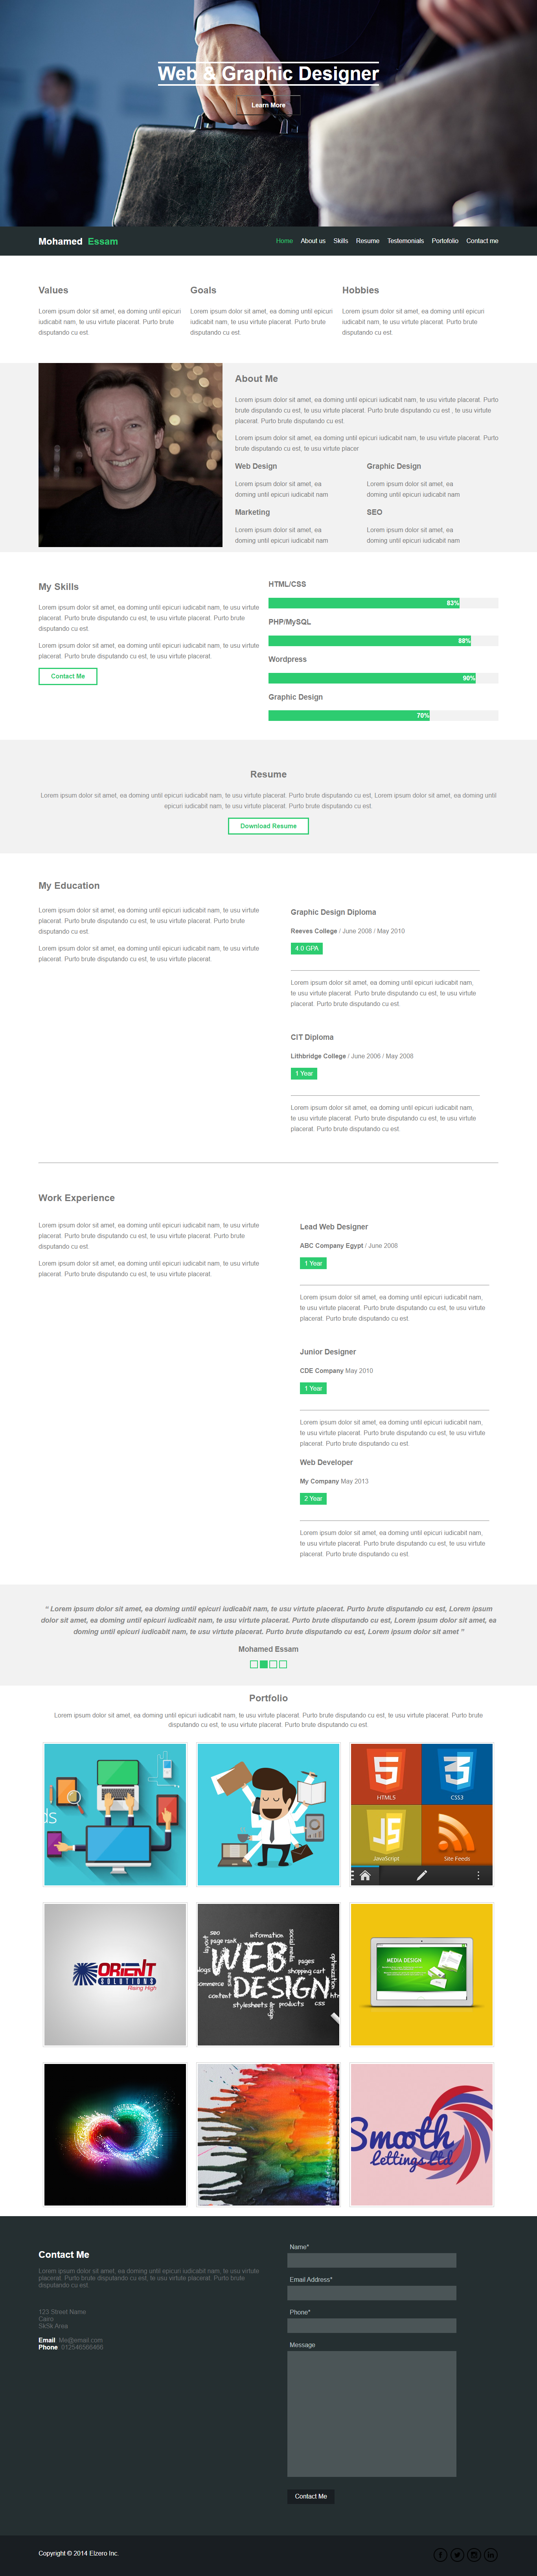 Web & Graphic Designer
Learn More
Mohamed Essam
Home About us Skills Resume Testemonials Portofolio Contact me
Values
Lorem ipsum dolor sit amet, ea doming until epicuri
iudicabit nam, te usu virtute placerat. Purto brute
disputando cu est.
Goals
Lorem ipsum dolor sit amet, ea doming until epicuri
iudicabit nam, te usu virtute placerat. Purto brute
disputando cu est.
Hobbies
Lorem ipsum dolor sit amet, ea doming until epicuri
iudicabit nam, te usu virtute placerat. Purto brute
disputando cu est.
About Me
Lorem ipsum dolor sit amet, ea doming until epicuri iudicabit nam, te usu virtute placerat. Purto
brute disputando cu est, te usu virtute placerat. Purto brute disputando cu est , te usu virtute
placerat. Purto brute disputando cu est
Lorem ipsum dolor sit amet, ea doming until epicuri iudicabit nam, te usu virtute placerat. Purto
brute disputando cu est, te usu virtute placer
Web Design
Lorem ipsum dolor sit amet, ea
doming until epicuri iudicabit nam
Graphic Design
Lorem ipsum dolor sit amet, ea
doming until epicuri iudicabit nam
Marketing
Lorem ipsum dolor sit amet, ea
doming until epicuri iudicabit nam
SEO
Lorem ipsum dolor sit amet, ea
doming until epicuri iudicabit nam
My Skills
Lorem ipsum dolor sit amet, ea doming until epicuri iudicabit nam, te usu virtute
placerat. Purto brute disputando cu est, te usu virtute placerat. Purto brute
disputando cu est.
Lorem ipsum dolor sit amet, ea doming until epicuri iudicabit nam, te usu virtute
placerat. Purto brute disputando cu est, te usu virtute placerat.
Contact Me
HTML/CSS
83%
PHP/MySQL
88%
Wordpress
90%
Graphic Design
70%
Resume
Lorem ipsum dolor sit amet, ea doming until epicuri iudicabit nam, te usu virtute placerat. Purto brute disputando cu est, Lorem ipsum dolor sit amet, ea doming until
epicuri iudicabit nam, te usu virtute placerat. Purto brute disputando cu est.
Download Resume
My Education
Lorem ipsum dolor sit amet, ea doming until epicuri iudicabit nam, te usu virtute
placerat. Purto brute disputando cu est, te usu virtute placerat. Purto brute
disputando cu est.
Lorem ipsum dolor sit amet, ea doming until epicuri iudicabit nam, te usu virtute
placerat. Purto brute disputando cu est, te usu virtute placerat.
Graphic Design Diploma
Reeves College / June 2008 / May 2010
4.0 GPA
Lorem ipsum dolor sit amet, ea doming until epicuri iudicabit nam,
te usu virtute placerat. Purto brute disputando cu est, te usu virtute
placerat. Purto brute disputando cu est.
CIT Diploma
Lithbridge College / June 2006 / May 2008
1 Year
Lorem ipsum dolor sit amet, ea doming until epicuri iudicabit nam,
te usu virtute placerat. Purto brute disputando cu est, te usu virtute
placerat. Purto brute disputando cu est.
Work Experience
Lorem ipsum dolor sit amet, ea doming until epicuri iudicabit nam, te usu virtute
placerat. Purto brute disputando cu est, te usu virtute placerat. Purto brute
disputando cu est.
Lorem ipsum dolor sit amet, ea doming until epicuri iudicabit nam, te usu virtute
placerat. Purto brute disputando cu est, te usu virtute placerat.
Lead Web Designer
ABC Company Egypt / June 2008
1 Year
Lorem ipsum dolor sit amet, ea doming until epicuri iudicabit nam,
te usu virtute placerat. Purto brute disputando cu est, te usu virtute
placerat. Purto brute disputando cu est.
Junior Designer
CDE Company May 2010
1 Year
Lorem ipsum dolor sit amet, ea doming until epicuri iudicabit nam,
te usu virtute placerat. Purto brute disputando cu est, te usu virtute
placerat. Purto brute disputando cu est.
Web Developer
My Company May 2013
2 Year
Lorem ipsum dolor sit amet, ea doming until epicuri iudicabit nam,
te usu virtute placerat. Purto brute disputando cu est, te usu virtute
placerat. Purto brute disputando cu est.
“ Lorem ipsum dolor sit amet, ea doming until epicuri iudicabit nam, te usu virtute placerat. Purto brute disputando cu est, Lorem ipsum
dolor sit amet, ea doming until epicuri iudicabit nam, te usu virtute placerat. Purto brute disputando cu est, Lorem ipsum dolor sit amet, ea
doming until epicuri iudicabit nam, te usu virtute placerat. Purto brute disputando cu est, Lorem ipsum dolor sit amet ”
Mohamed Essam
Portfolio
Lorem ipsum dolor sit amet, ea doming until epicuri iudicabit nam, te usu virtute placerat. Purto brute disputando cu est, te usu virtute placerat. Purto brute
disputando cu est, te usu virtute placerat. Purto brute disputando cu est
ds
HTML5
CSS3
JavaScript
Site Feeds
ORIENT
SOLUTIONS
Rising High
layout
seo
page rank
information
social media
blogs
WEB
pages
shopping cart
optimization
DESIGN
content
design
stylesheets
products
css
MEDIA DESIGN
Smooth
Lettings Ltd
Contact Me
Lorem ipsum dolor sit amet, ea doming until epicuri iudicabit nam, te usu virtute
placerat. Purto brute disputando cu est, te usu virtute placerat. Purto brute
disputando cu est.
123 Street Name
Cairo
Sk5k Area
Email Me@email.com
Name*
Email Address*
Phone*
Message
Contact Me
Copyright © 2014 Elzero Inc.